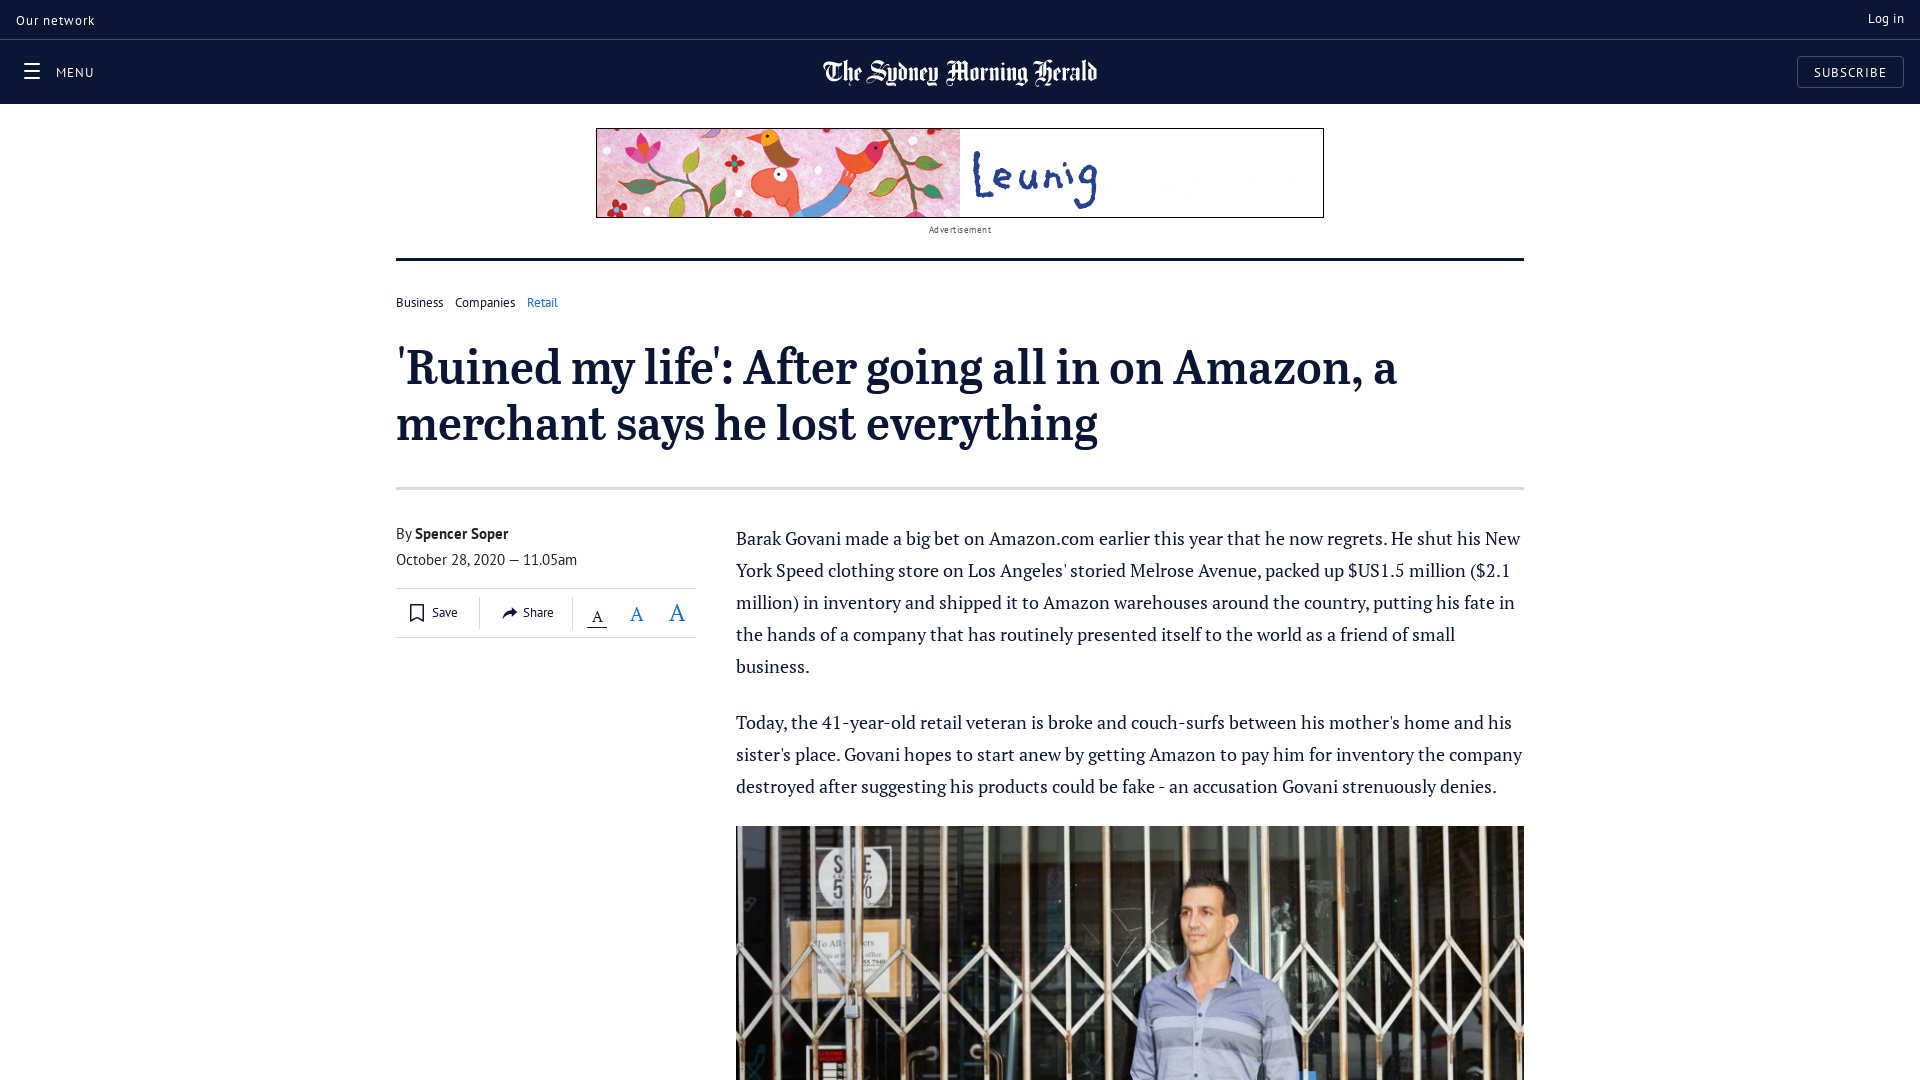 Our network
Log in
MENU
The Sydney Morning Herald
SUBSCRIBE
Leunig
Advertisement
Business Companies Retail
'Ruined my life': After going all in on Amazon, a
merchant says he lost everything
By Spencer Soper
October 28, 2020 — 11.05am
Save
Share
A A A
Barak Govani made a big bet on Amazon.com earlier this year that he now regrets. He shut his New
York Speed clothing store on Los Angeles' storied Melrose Avenue, packed up $US1.5 million ($2.1
million) in inventory and shipped it to Amazon warehouses around the country, putting his fate in
the hands of a company that has routinely presented itself to the world as a friend of small
business.
Today, the 41-year-old retail veteran is broke and couch-surfs between his mother's home and his
sister's place. Govani hopes to start anew by getting Amazon to pay him for inventory the company
destroyed after suggesting his products could be fake - an accusation Govani strenuously denies.
To All